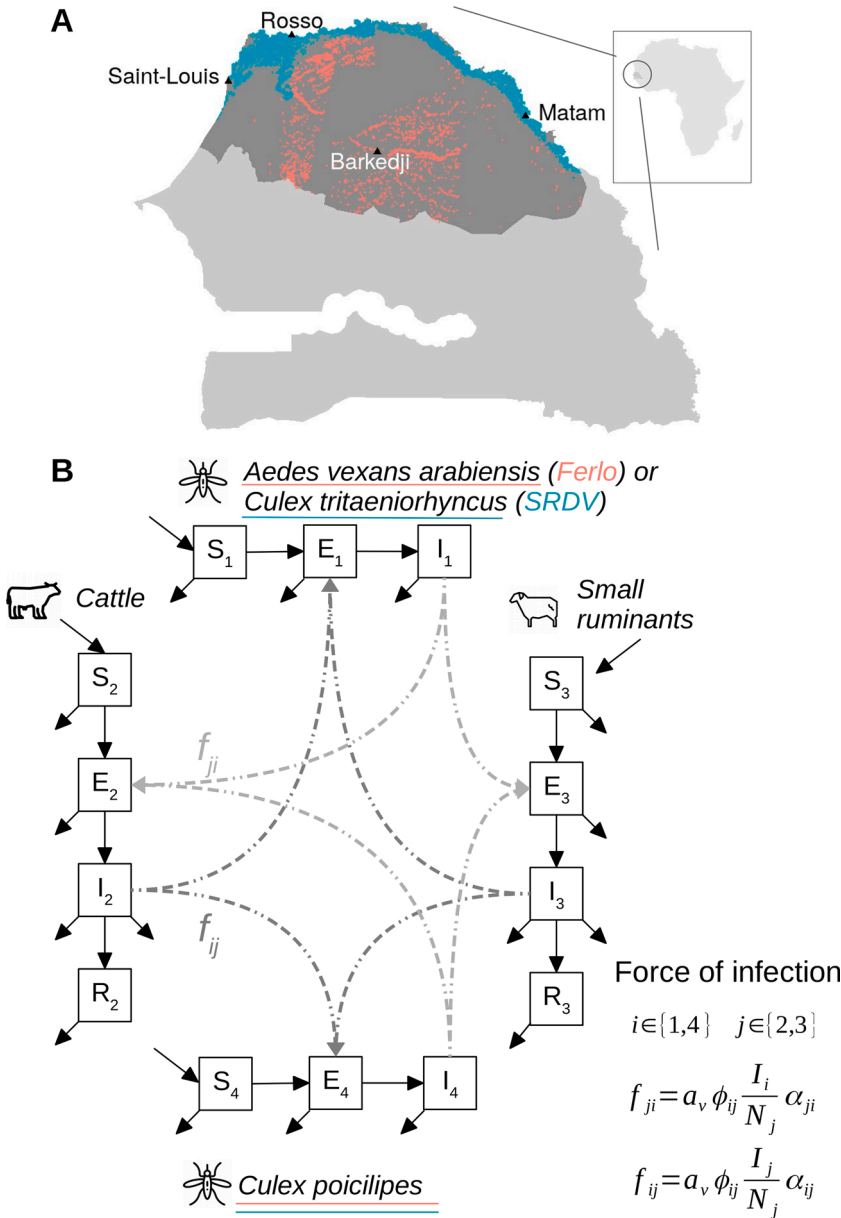 A
Rosso
Saint-Louis
Matam
Barkedji
B
Aedes vexans arabiensis (Ferlo) or
Culex tritaeniorhyncus (SRDV)
S1 E1 I1
Cattle
Small
ruminants
S2
S3
fji
E2
E3
I2
I3
fij
R2
R3
Force of infection
i∈{1,4} j∈{2,3}
S4 E4 I4
fji=av ϕij Ii/Nj αji
fij=av ϕij Ij/Nj αij
Culex poicilipes